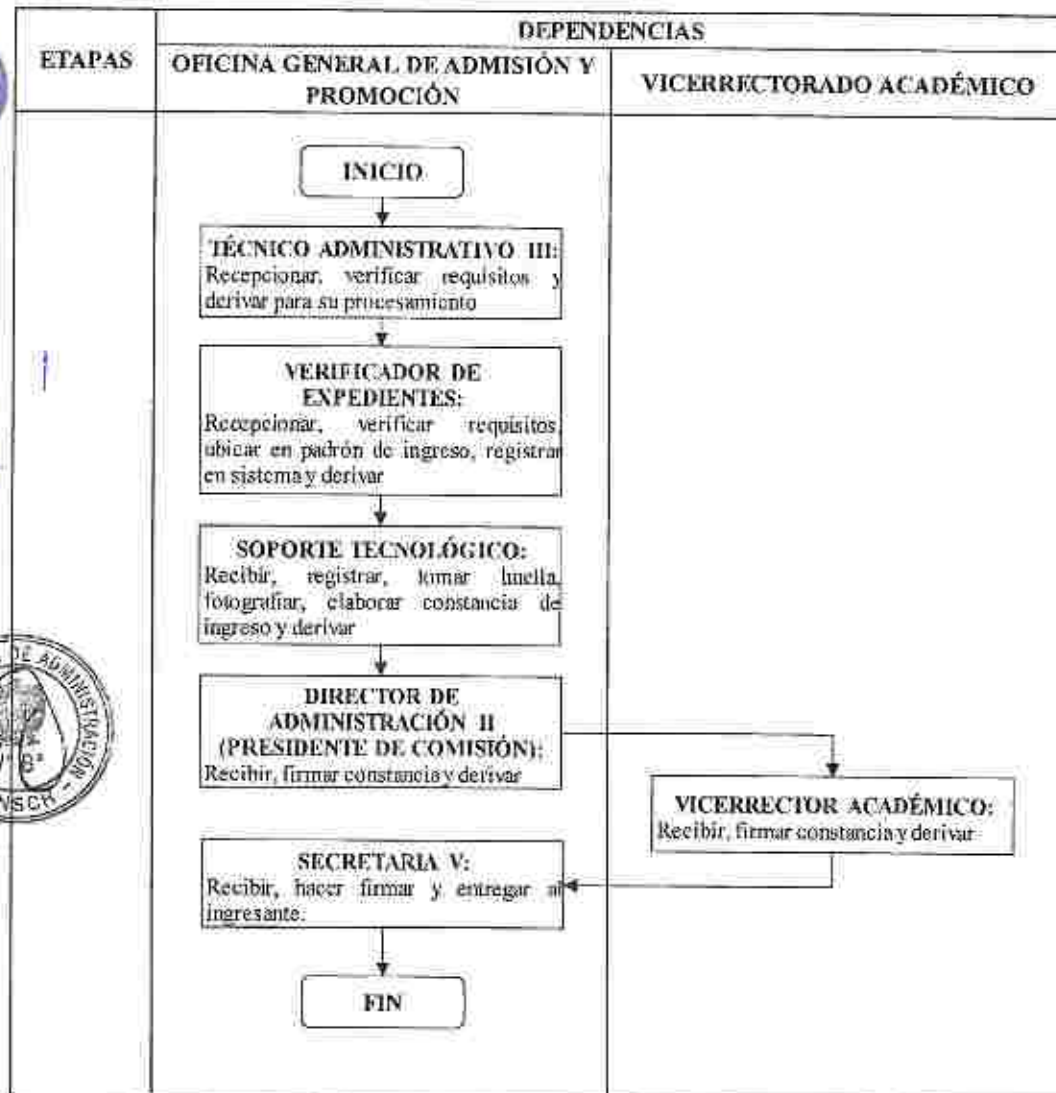 DEPENDENCIAS
ETAPAS
OFICINA GENERAL DE ADMISIÓN Y
PROMOCIÓN
VICERRECTORADO ACADÉMICO
INICIO
TÉCNICO ADMINISTRATIVO III:
Recepcionar, verificar requisitos y
derivar para su procesamiento
VERIFICADOR DE
EXPEDIENTES:
Recepcionar, verificar requisitos,
ubicar en padrón de ingreso, registrar
en sistema y derivar
SOPORTE TECNOLÓGICO:
Recibir, registrar, tomar huella,
fotografiar, elaborar constancia de
ingreso y derivar
DIRECTOR DE
ADMINISTRACIÓN II
(PRESIDENTE DE COMISIÓN):
Recibir, firmar constancia y derivar
VICERRECTOR ACADÉMICO:
Recibir, firmar constancia y derivar
SECRETARIA V:
Recibir, hacer firmar y entregar al
ingresante.
FIN
DE ADMINISTRACIÓN
NSCH